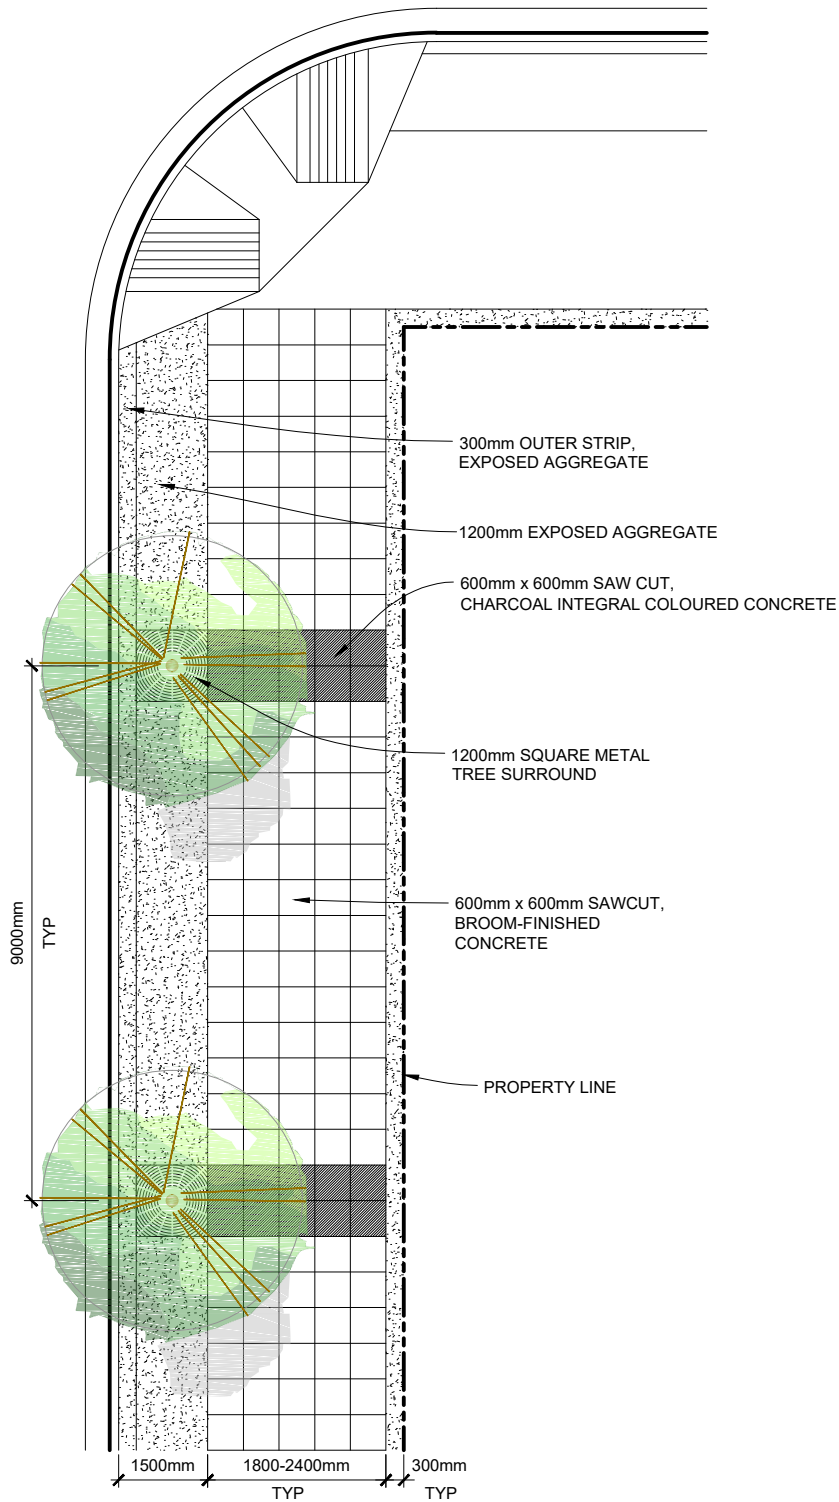 300mm OUTER STRIP,
EXPOSED AGGREGATE
1200mm EXPOSED AGGREGATE
600mm x 600mm SAW CUT,
CHARCOAL INTEGRAL COLOURED CONCRETE
1200mm SQUARE METAL
TREE SURROUND
600mm x 600mm SAWCUT,
BROOM-FINISHED
CONCRETE
9000mm
TYP
PROPERTY LINE
1500mm
1800-2400mm
TYP
300mm
TYP